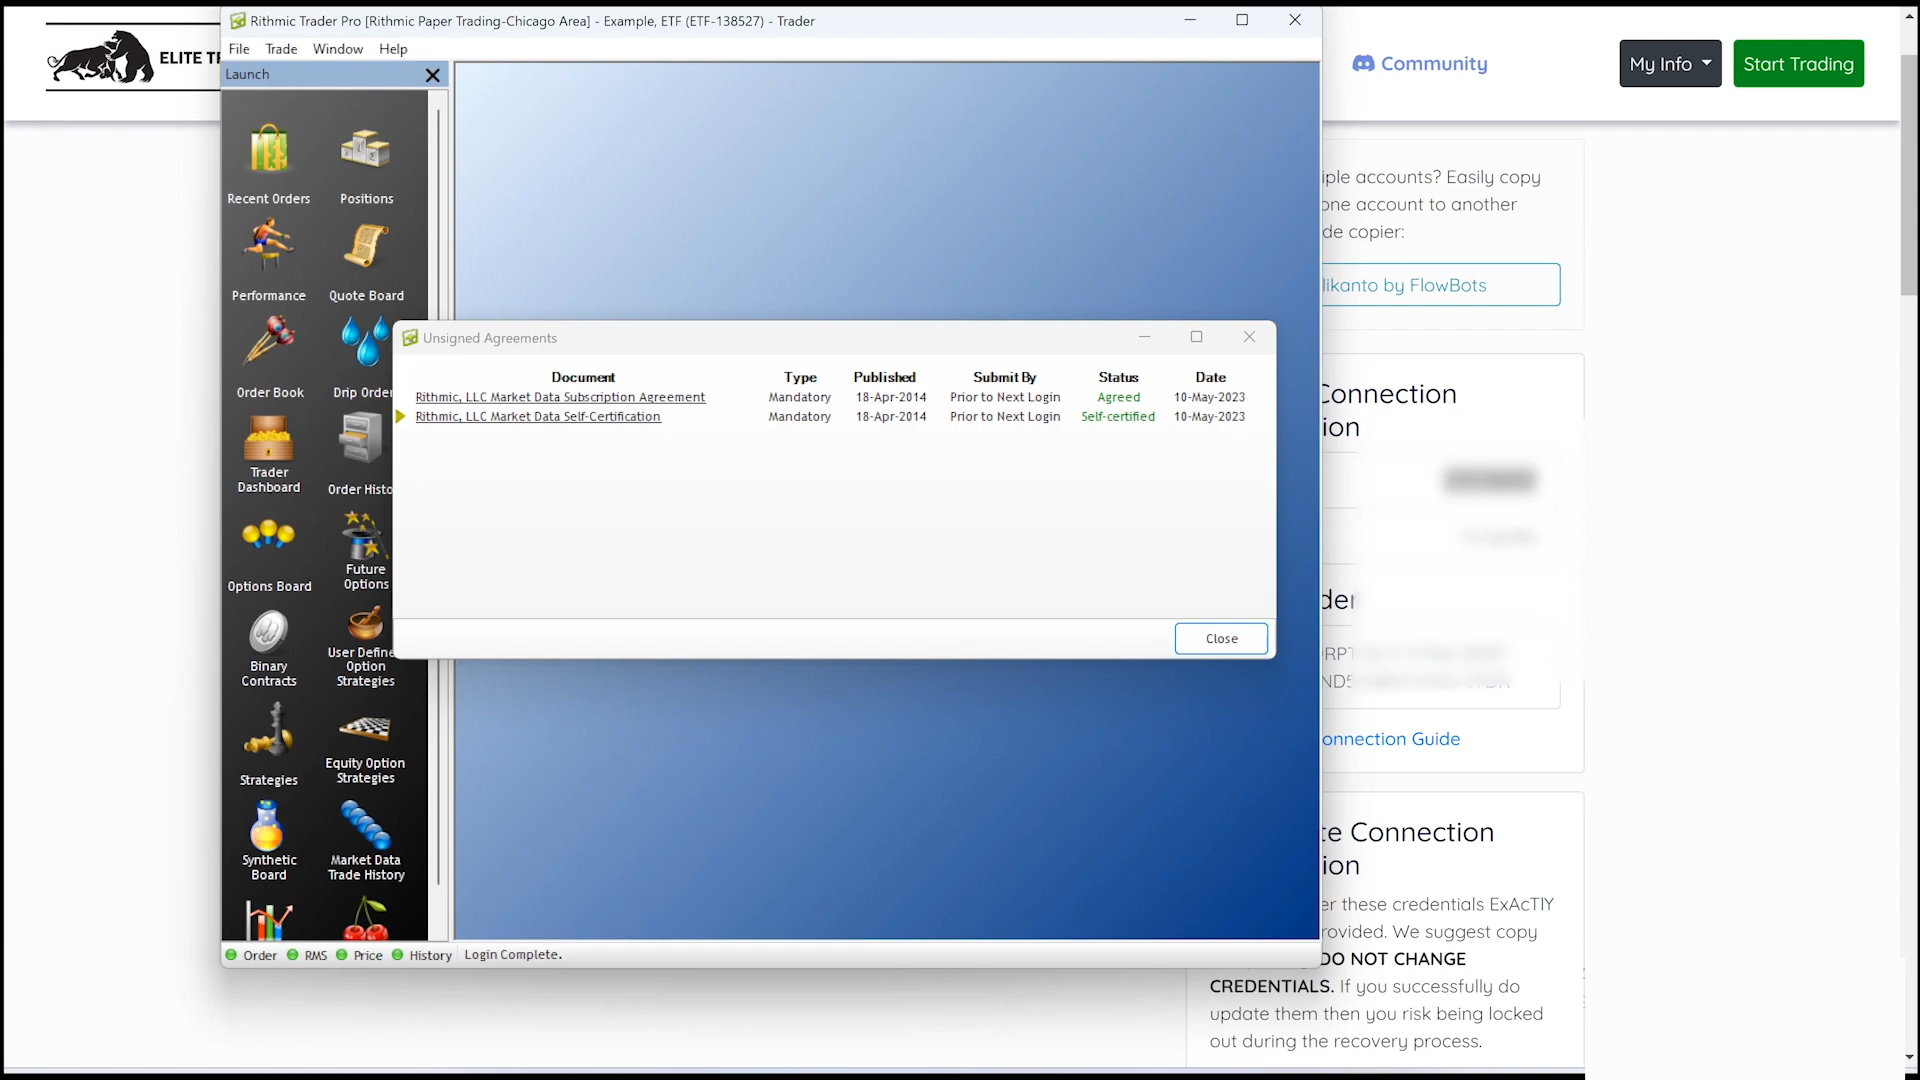 Rithmic Trader Pro [Rithmic Paper Trading-Chicago Area] - Example, ETF (ETF-138527) - Trader
File Trade Window Help
Launch
ELITE
Community
My Info
Start Trading
Recent Orders
Positions
Performance
Quote Board
Order Book
Drip Order
Trader
Dashboard
Order Histo
Options Board
Future
Options
Binary
Contracts
User Define
Option
Strategies
Strategies
Equity Option
Strategies
Synthetic
Board
Market Data
Trade History
Unsigned Agreements
Document Type Published Submit By Status Date
Rithmic, LLC Market Data Subscription Agreement Mandatory 18-Apr-2014 Prior to Next Login Agreed 10-May-2023
Rithmic, LLC Market Data Self-Certification Mandatory 18-Apr-2014 Prior to Next Login Self-certified 10-May-2023
Close
Order RMS Price History Login Complete.
iple accounts? Easily copy
one account to another
de copier:
likanto by FlowBots
Connection
ion
der
RPT
ND5
onnection Guide
te Connection
ion
er these credentials ExAcTlY
rovided. We suggest copy
DO NOT CHANGE
CREDENTIALS. If you successfully do
update them then you risk being locked
out during the recovery process.